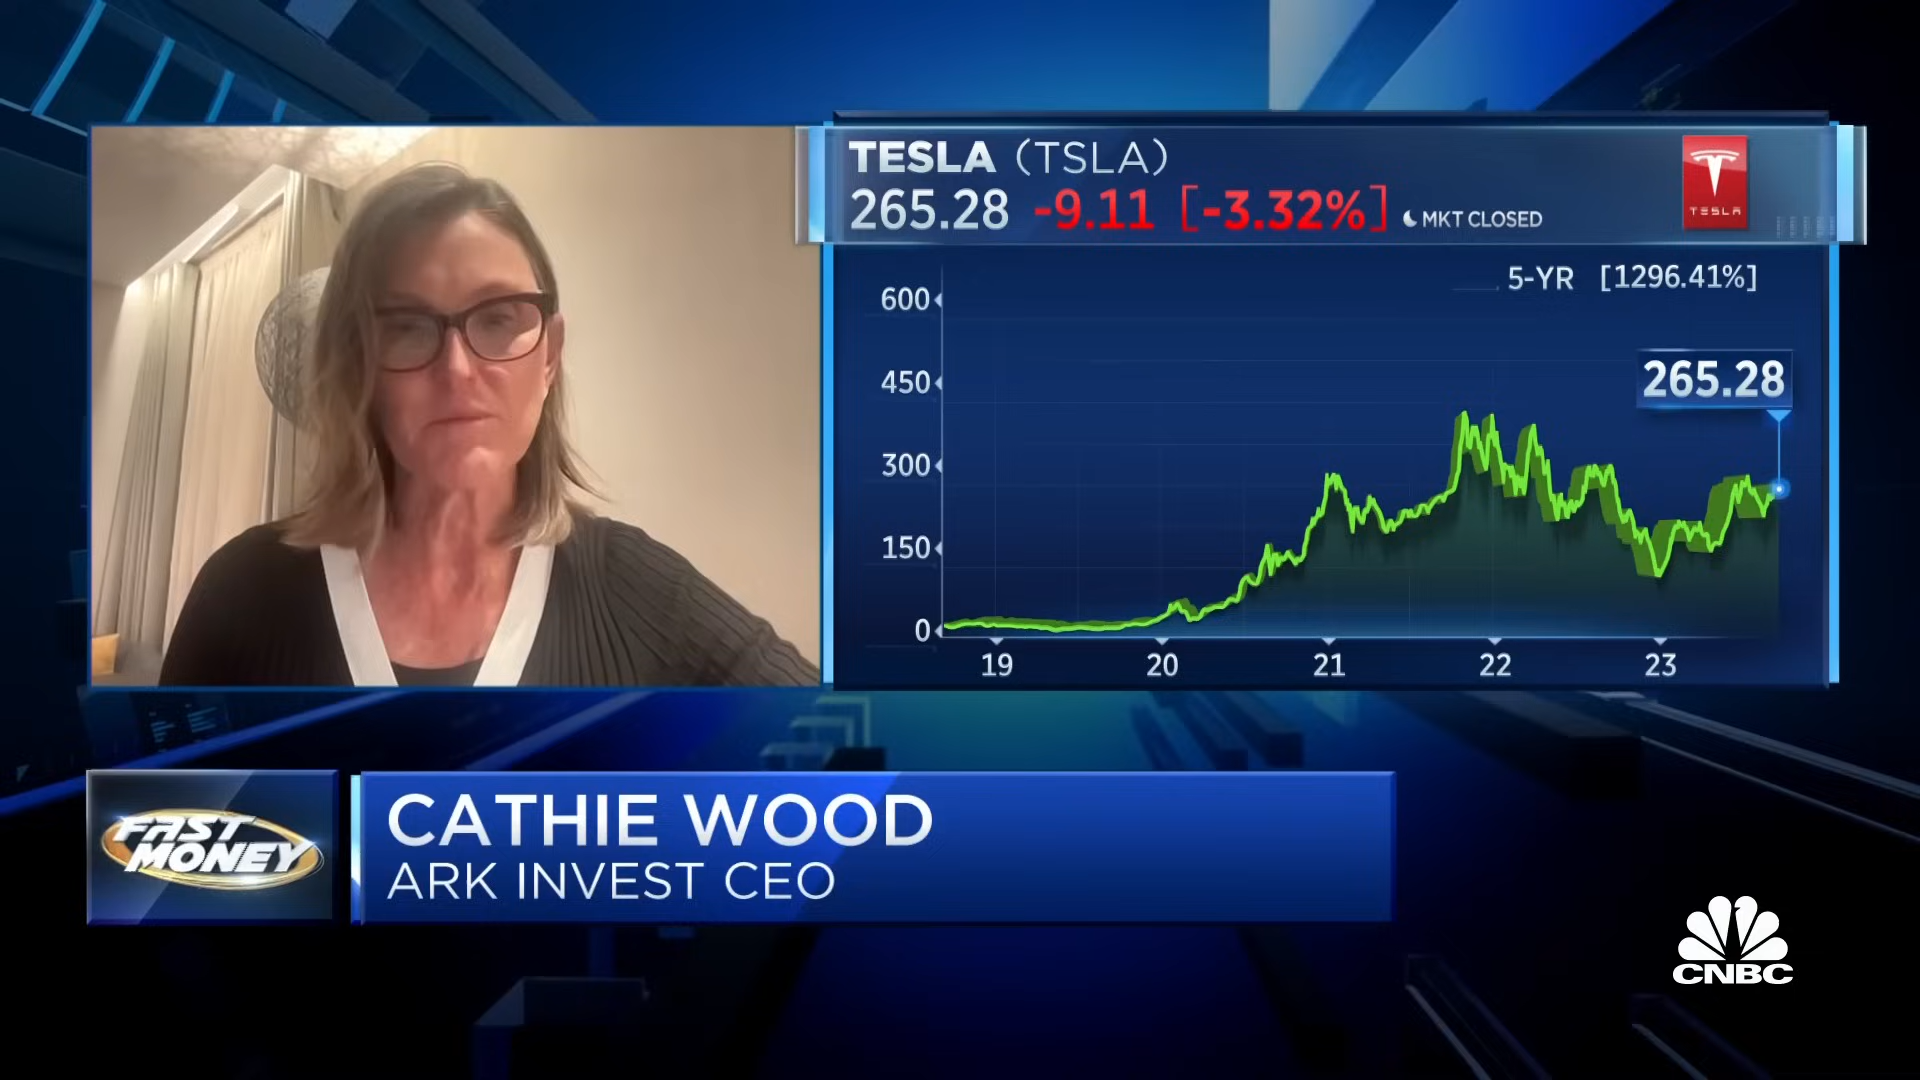 TESLA (TSLA)
265.28 -9.11 [-3.32%] MKT CLOSED
TESLA
5-YR [1296.41%]
600
450
300
150
0
265.28
19 20 21 22 23
FAST
MONEY
CATHIE WOOD
ARK INVEST CEO
CNBC